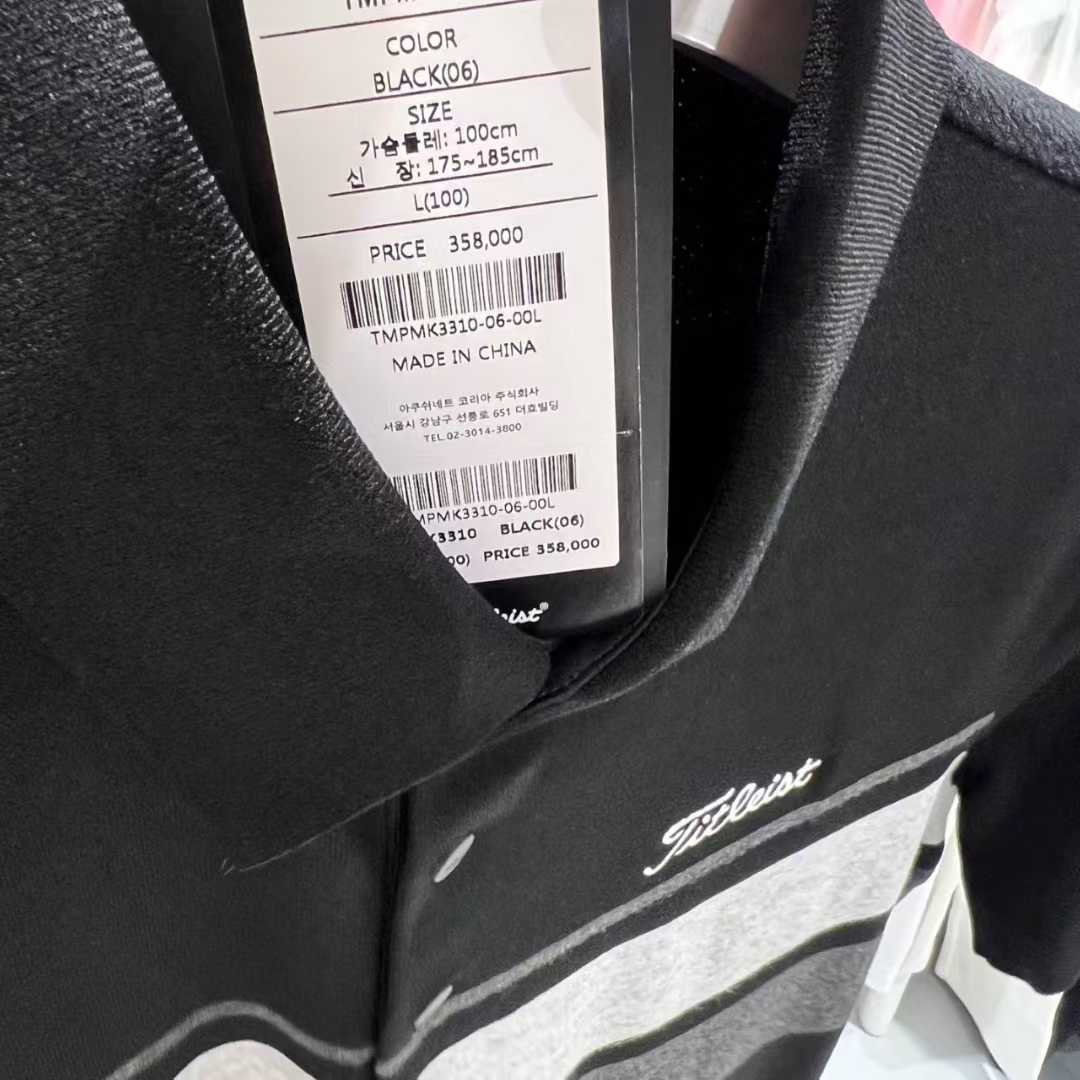 COLOR
BLACK(06)
SIZE
가슴둘레: 100cm
신 장: 175~185cm
L(100)
PRICE 358,000
TMPMK3310-06-00L
MADE IN CHINA
아쿠쉬네트 코리아 주식회사
서울시 강남구 선릉로 651 더호빌딩
TEL.02-3014-3800
MPMK3310-06-00L
K3310 BLACK(06)
00) PRICE 358,000
Titleist